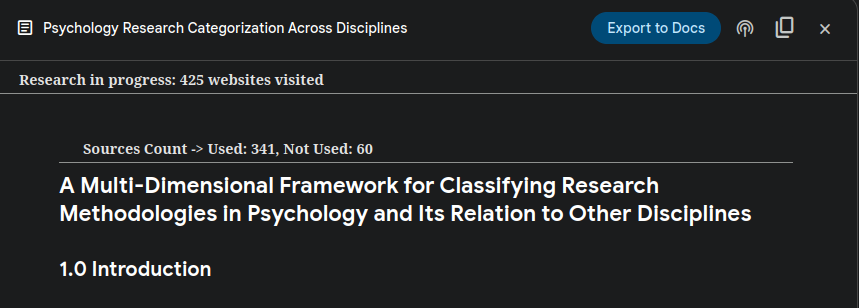 Psychology Research Categorization Across Disciplines
Export to Docs
Research in progress: 425 websites visited
Sources Count -> Used: 341, Not Used: 60
A Multi-Dimensional Framework for Classifying Research
Methodologies in Psychology and Its Relation to Other Disciplines
1.0 Introduction